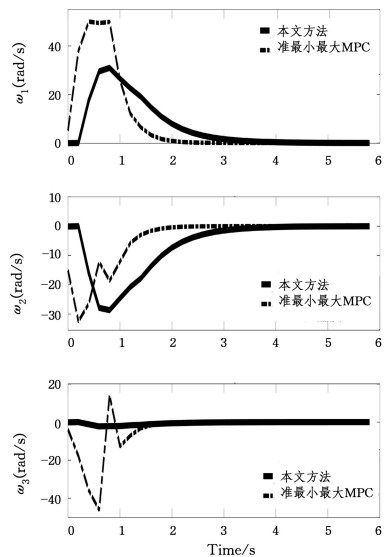 40
20
0
ω1(rad/s)
本文方法
准最小最大MPC
0 1 2 3 4 5 6
10
0
-10
-20
-30
ω2(rad/s)
本文方法
准最小最大MPC
0 1 2 3 4 5 6
Time/s
20
0
-20
-40
ω3(rad/s)
本文方法
准最小最大MPC
0 1 2 3 4 5 6
Time/s